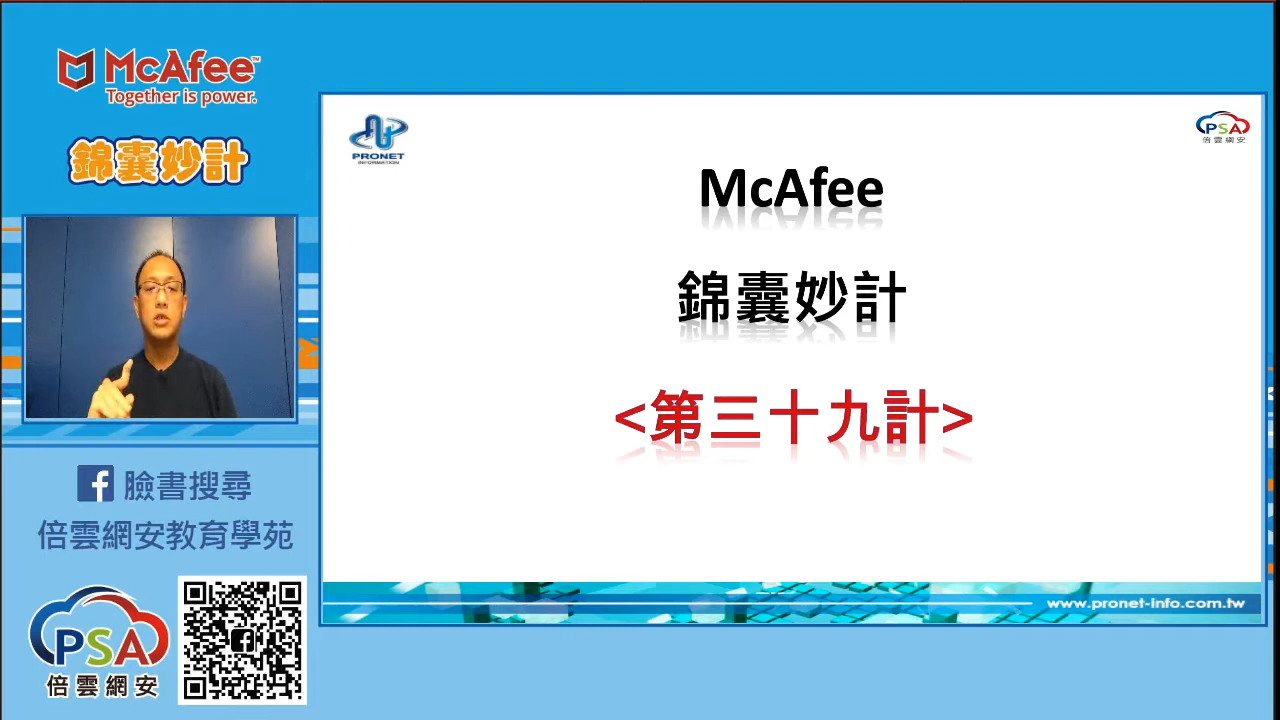 McAfee™
Together is power.
錦囊妙計
臉書搜尋
倍雲網安教育學苑
PSA
倍雲網安
PRONET
INFORMATION
PSA
倍雲網安
McAfee
錦囊妙計
<第三十九計>
www.pronet-info.com.tw